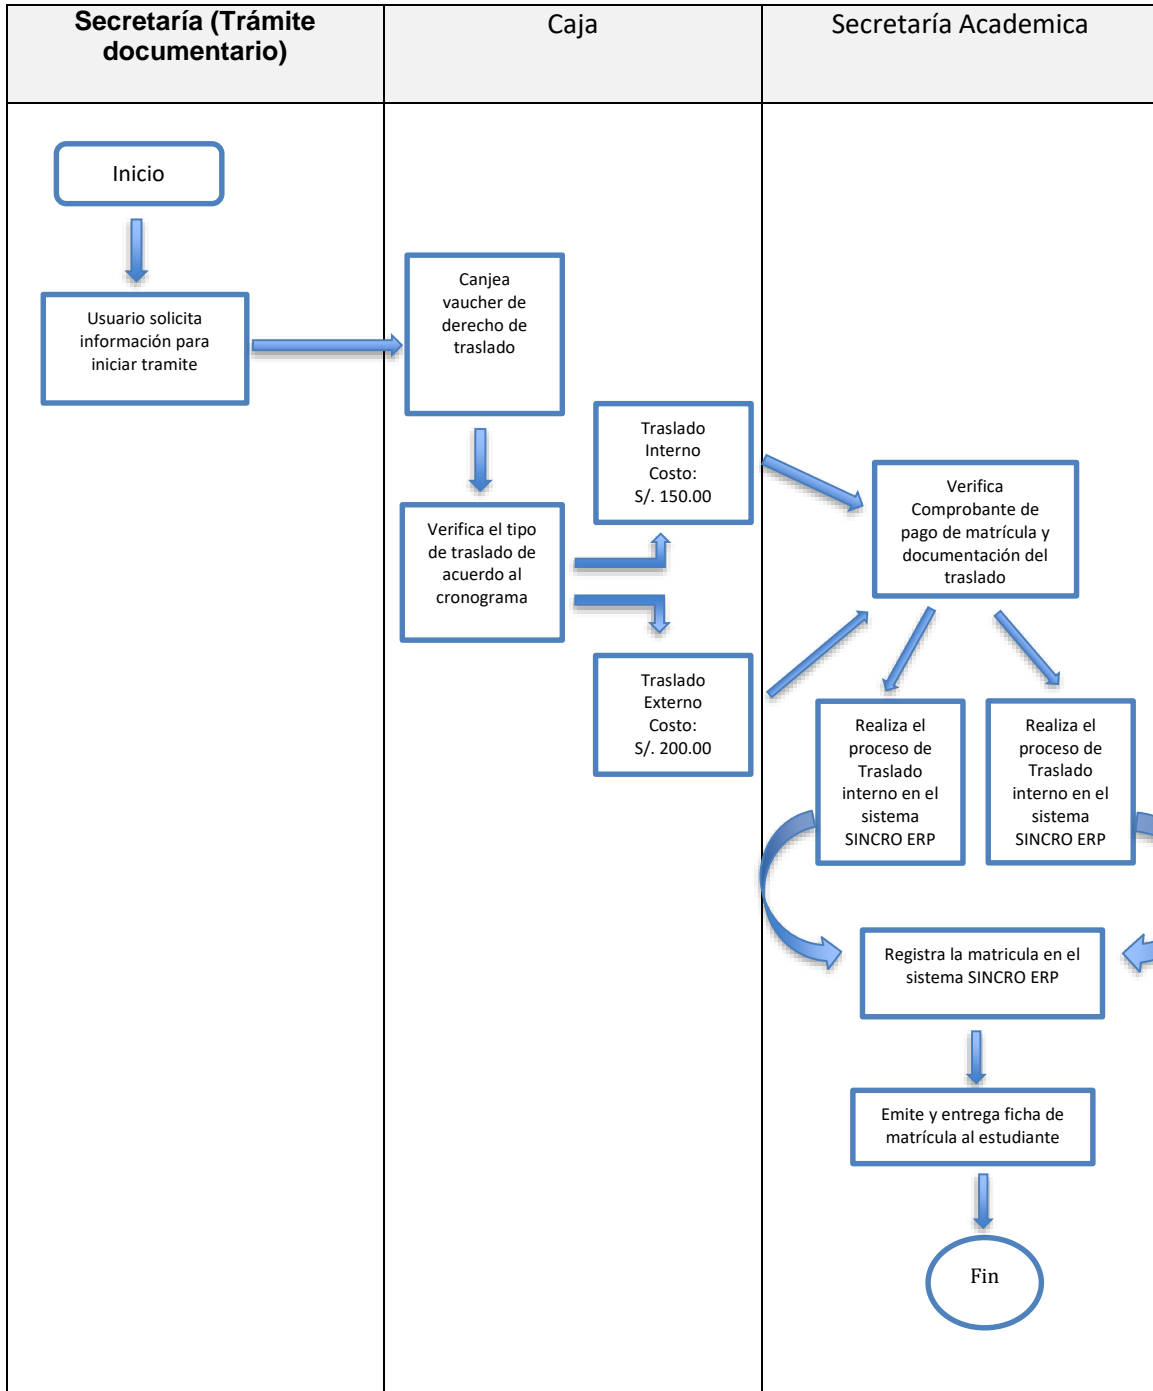 Secretaría (Trámite
documentario)
Caja
Secretaría Academica
Inicio
Usuario solicita
información para
iniciar tramite
Canjea
vaucher de
derecho de
traslado
Verifica el tipo
de traslado de
acuerdo al
cronograma
Traslado
Interno
Costo:
S/. 150.00
Traslado
Externo
Costo:
S/. 200.00
Verifica
Comprobante de
pago de matrícula y
documentación del
traslado
Realiza el
proceso de
Traslado
interno en el
sistema
SINCRO ERP
Realiza el
proceso de
Traslado
interno en el
sistema
SINCRO ERP
Registra la matricula en el
sistema SINCRO ERP
Emite y entrega ficha de
matrícula al estudiante
Fin